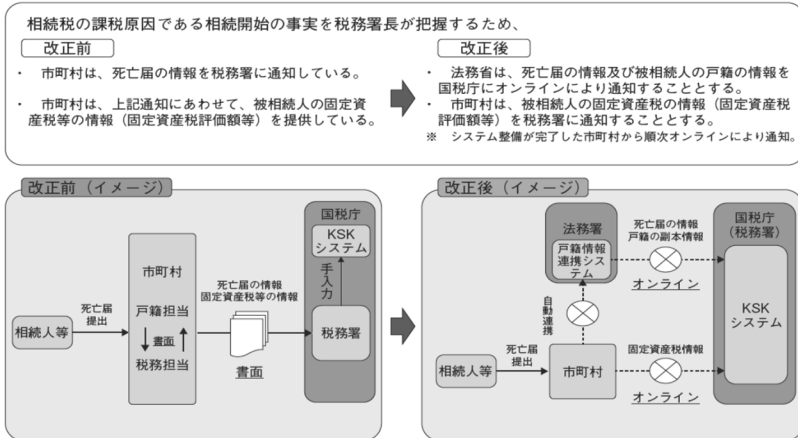 相続税の課税原因である相続開始の事実を税務署長が把握するため、
改正前
・　市町村は、死亡届の情報を税務署に通知している。
・　市町村は、上記通知にあわせて、被相続人の固定資
産税等の情報（固定資産税評価額等）を提供している。
改正後
・　法務省は、死亡届の情報及び被相続人の戸籍の情報を
国税庁にオンラインにより通知することとする。
・　市町村は、被相続人の固定資産税の情報（固定資産税
評価額等）を税務署に通知することとする。
※　システム整備が完了した市町村から順次オンラインにより通知。
改正前（イメージ）
相続人等
死亡届
提出
市町村
戸籍担当
書面
税務担当
死亡届の情報
固定資産税等の情報
書面
国税庁
KSK
システム
手入力
税務署
改正後（イメージ）
相続人等
死亡届
提出
市町村
自動連携
法務署
戸籍情報
連携シス
テム
死亡届の情報
戸籍の副本情報
オンライン
固定資産税情報
オンライン
国税庁
（税務署）
KSK
システム